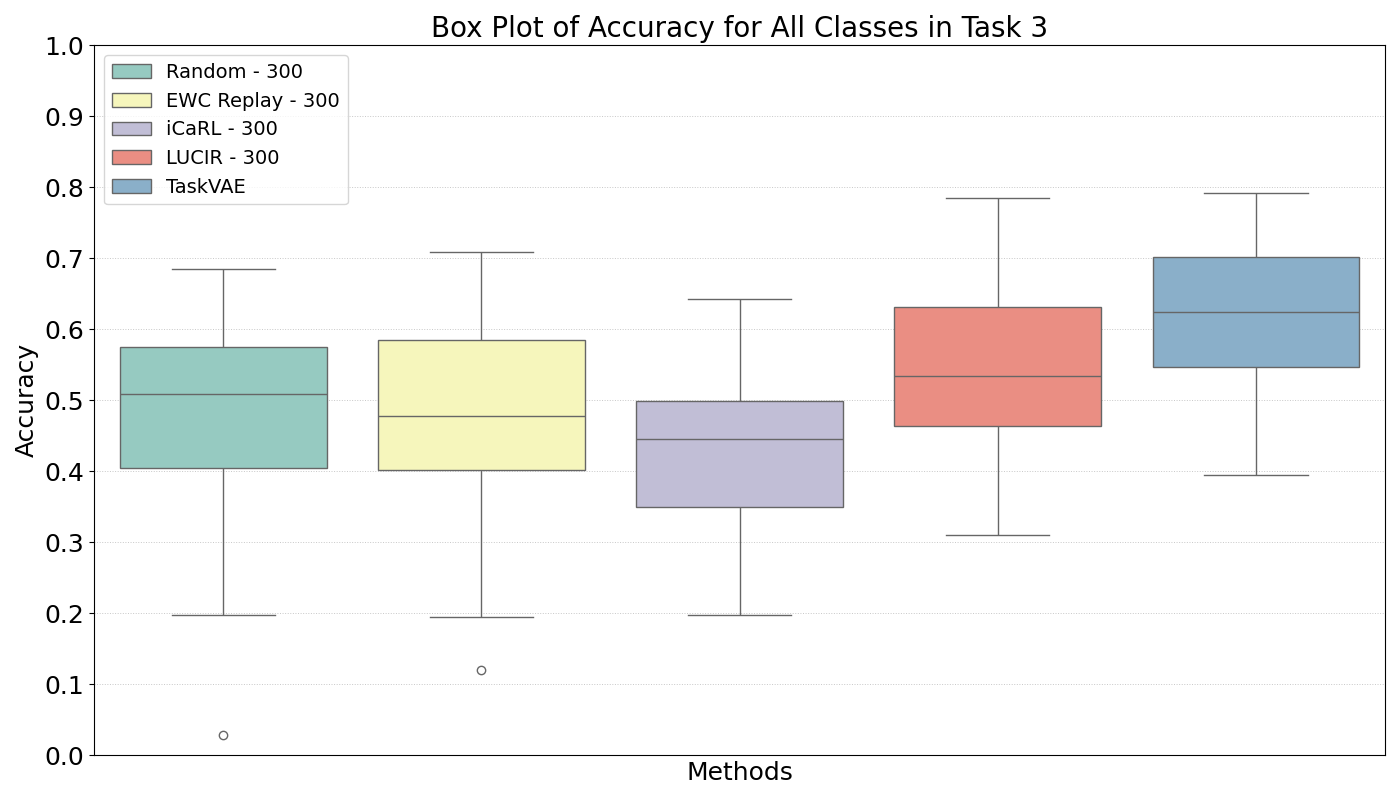 Box Plot of Accuracy for All Classes in Task 3
1.0
0.9
0.8
0.7
0.6
0.5
0.4
0.3
0.2
0.1
0.0
Accuracy
Random - 300
EWC Replay - 300
iCaRL - 300
LUCIR - 300
TaskVAE
Methods